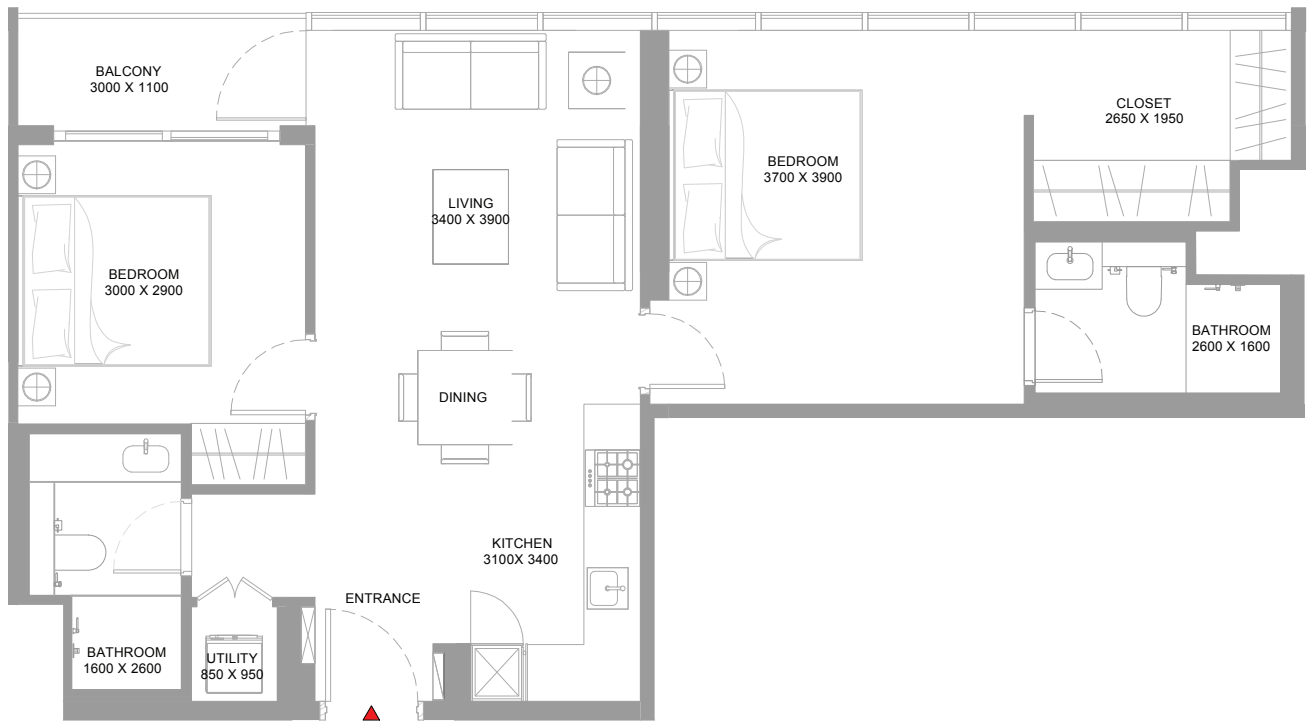 BALCONY
3000 X 1100
CLOSET
2650 X 1950
BEDROOM
3700 X 3900
LIVING
3400 X 3900
BEDROOM
3000 X 2900
BATHROOM
2600 X 1600
DINING
KITCHEN
3100X 3400
ENTRANCE
BATHROOM
1600 X 2600
UTILITY
850 X 950